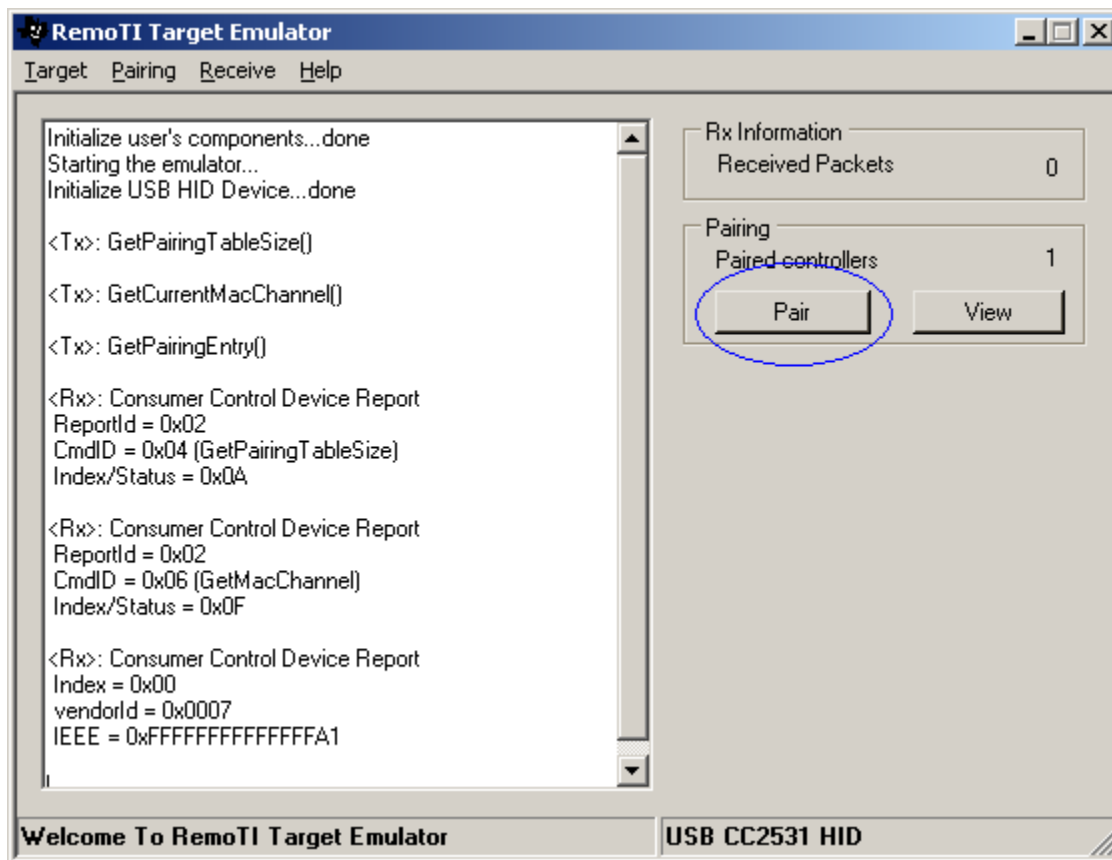 RemoTI Target Emulator
Target Pairing Receive Help
Initialize user's components...done
Starting the emulator...
Initialize USB HID Device...done
<Tx>: GetPairingTableSize()
<Tx>: GetCurrentMacChannel()
<Tx>: GetPairingEntry()
<Rx>: Consumer Control Device Report
ReportId = 0x02
CmdID = 0x04 (GetPairingTableSize)
Index/Status = 0x0A
<Rx>: Consumer Control Device Report
ReportId = 0x02
CmdID = 0x06 (GetMacChannel)
Index/Status = 0x0F
<Rx>: Consumer Control Device Report
Index = 0x00
vendorId = 0x0007
IEEE = 0xFFFFFFFFFFFFFFA1
Rx Information
Received Packets 0
Pairing
Paired controllers 1
Pair View
Welcome To RemoTI Target Emulator
USB CC2531 HID